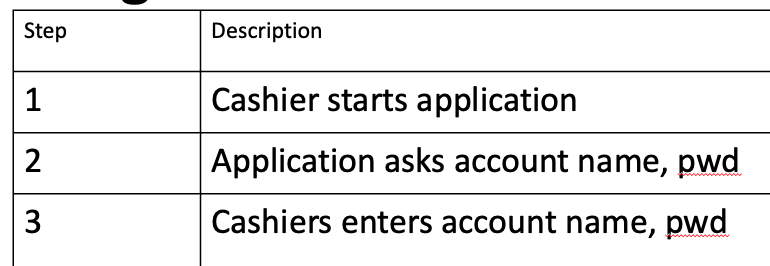 Step Description
1 Cashier starts application
2 Application asks account name, pwd
3 Cashiers enters account name, pwd